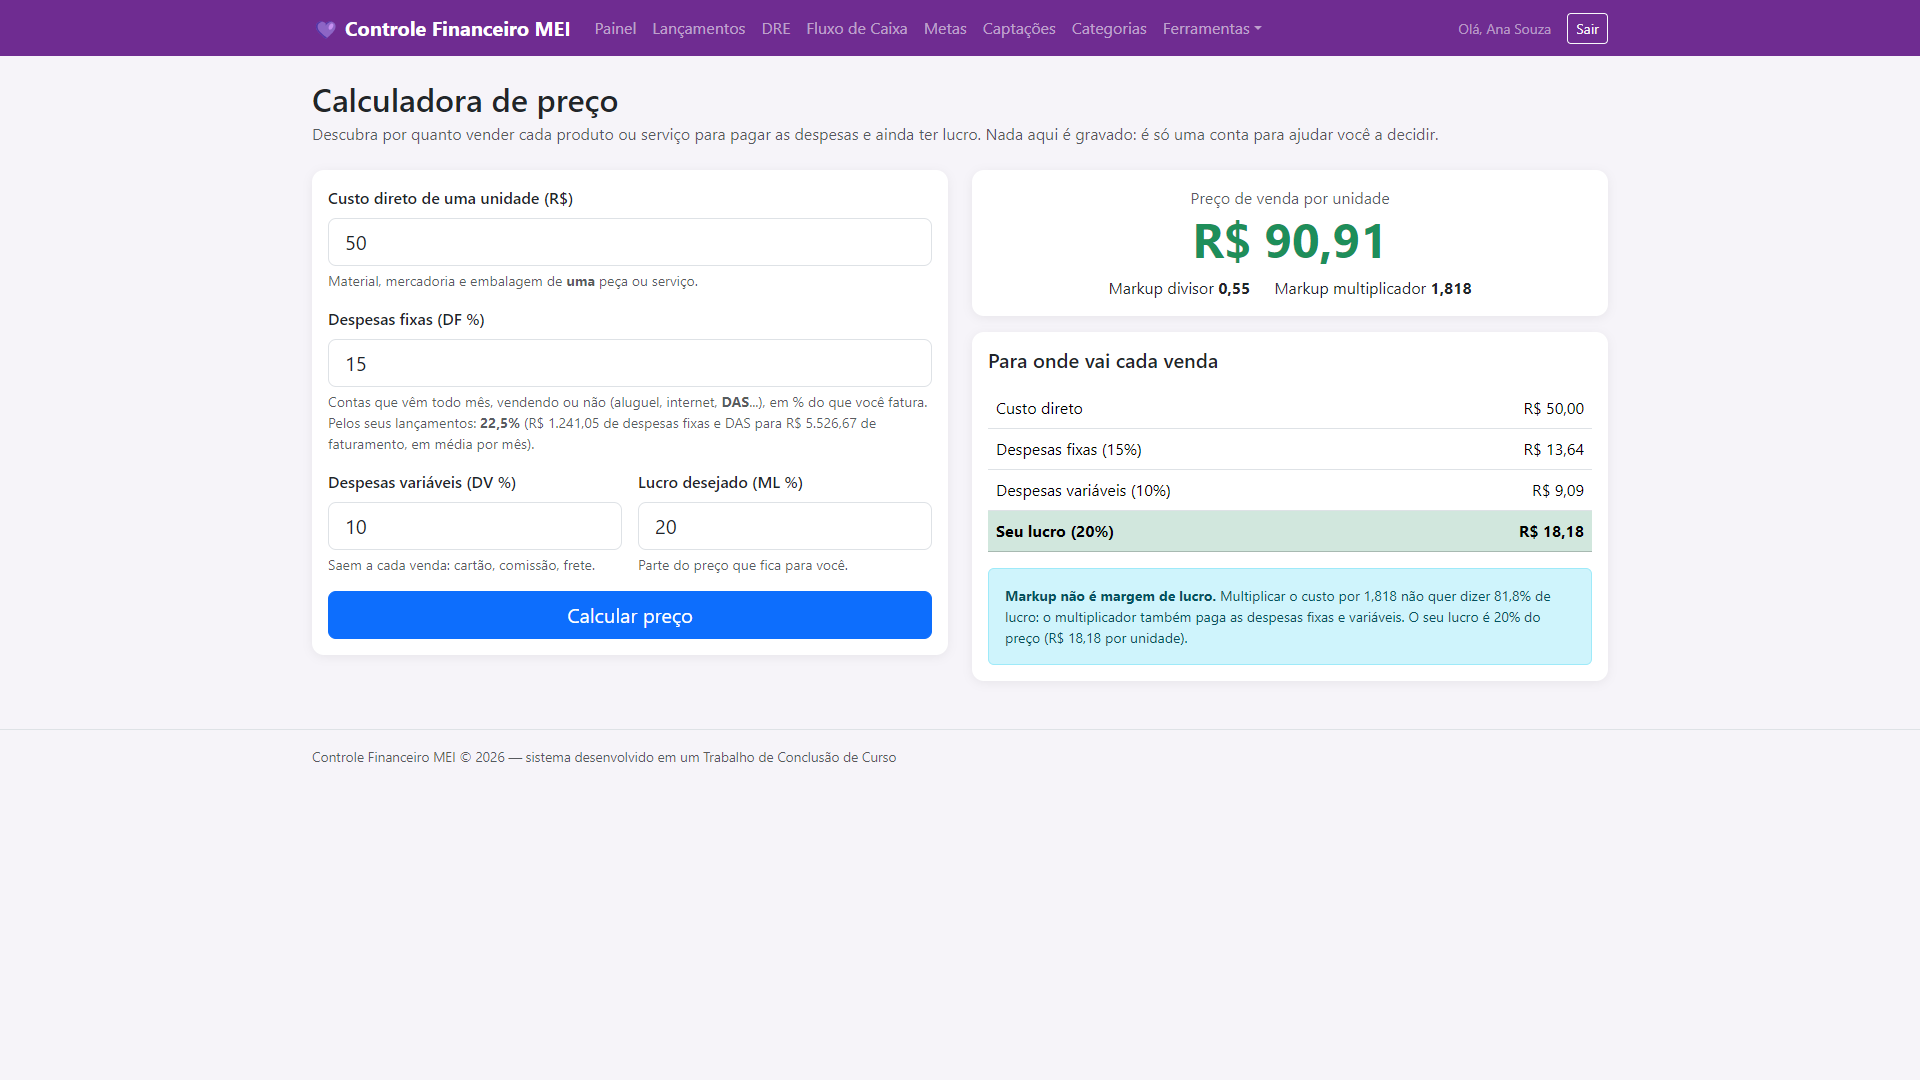 💜 Controle Financeiro MEI Painel Lançamentos DRE Fluxo de Caixa Metas Captações Categorias Ferramentas Olá, Ana Souza Sair
Calculadora de preço
Descubra por quanto vender cada produto ou serviço para pagar as despesas e ainda ter lucro. Nada aqui é gravado: é só uma conta para ajudar você a decidir.
Custo direto de uma unidade (R$)
50
Material, mercadoria e embalagem de uma peça ou serviço.
Despesas fixas (DF %)
15
Contas que vêm todo mês, vendendo ou não (aluguel, internet, DAS...), em % do que você fatura.
Pelos seus lançamentos: 22,5% (R$ 1.241,05 de despesas fixas e DAS para R$ 5.526,67 de
faturamento, em média por mês).
Despesas variáveis (DV %) Lucro desejado (ML %)
10 20
Saem a cada venda: cartão, comissão, frete. Parte do preço que fica para você.
Calcular preço
Preço de venda por unidade
R$ 90,91
Markup divisor 0,55 Markup multiplicador 1,818
Para onde vai cada venda
Custo direto R$ 50,00
Despesas fixas (15%) R$ 13,64
Despesas variáveis (10%) R$ 9,09
Seu lucro (20%) R$ 18,18
Markup não é margem de lucro. Multiplicar o custo por 1,818 não quer dizer 81,8% de
lucro: o multiplicador também paga as despesas fixas e variáveis. O seu lucro é 20% do
preço (R$ 18,18 por unidade).
Controle Financeiro MEI © 2026 — sistema desenvolvido em um Trabalho de Conclusão de Curso